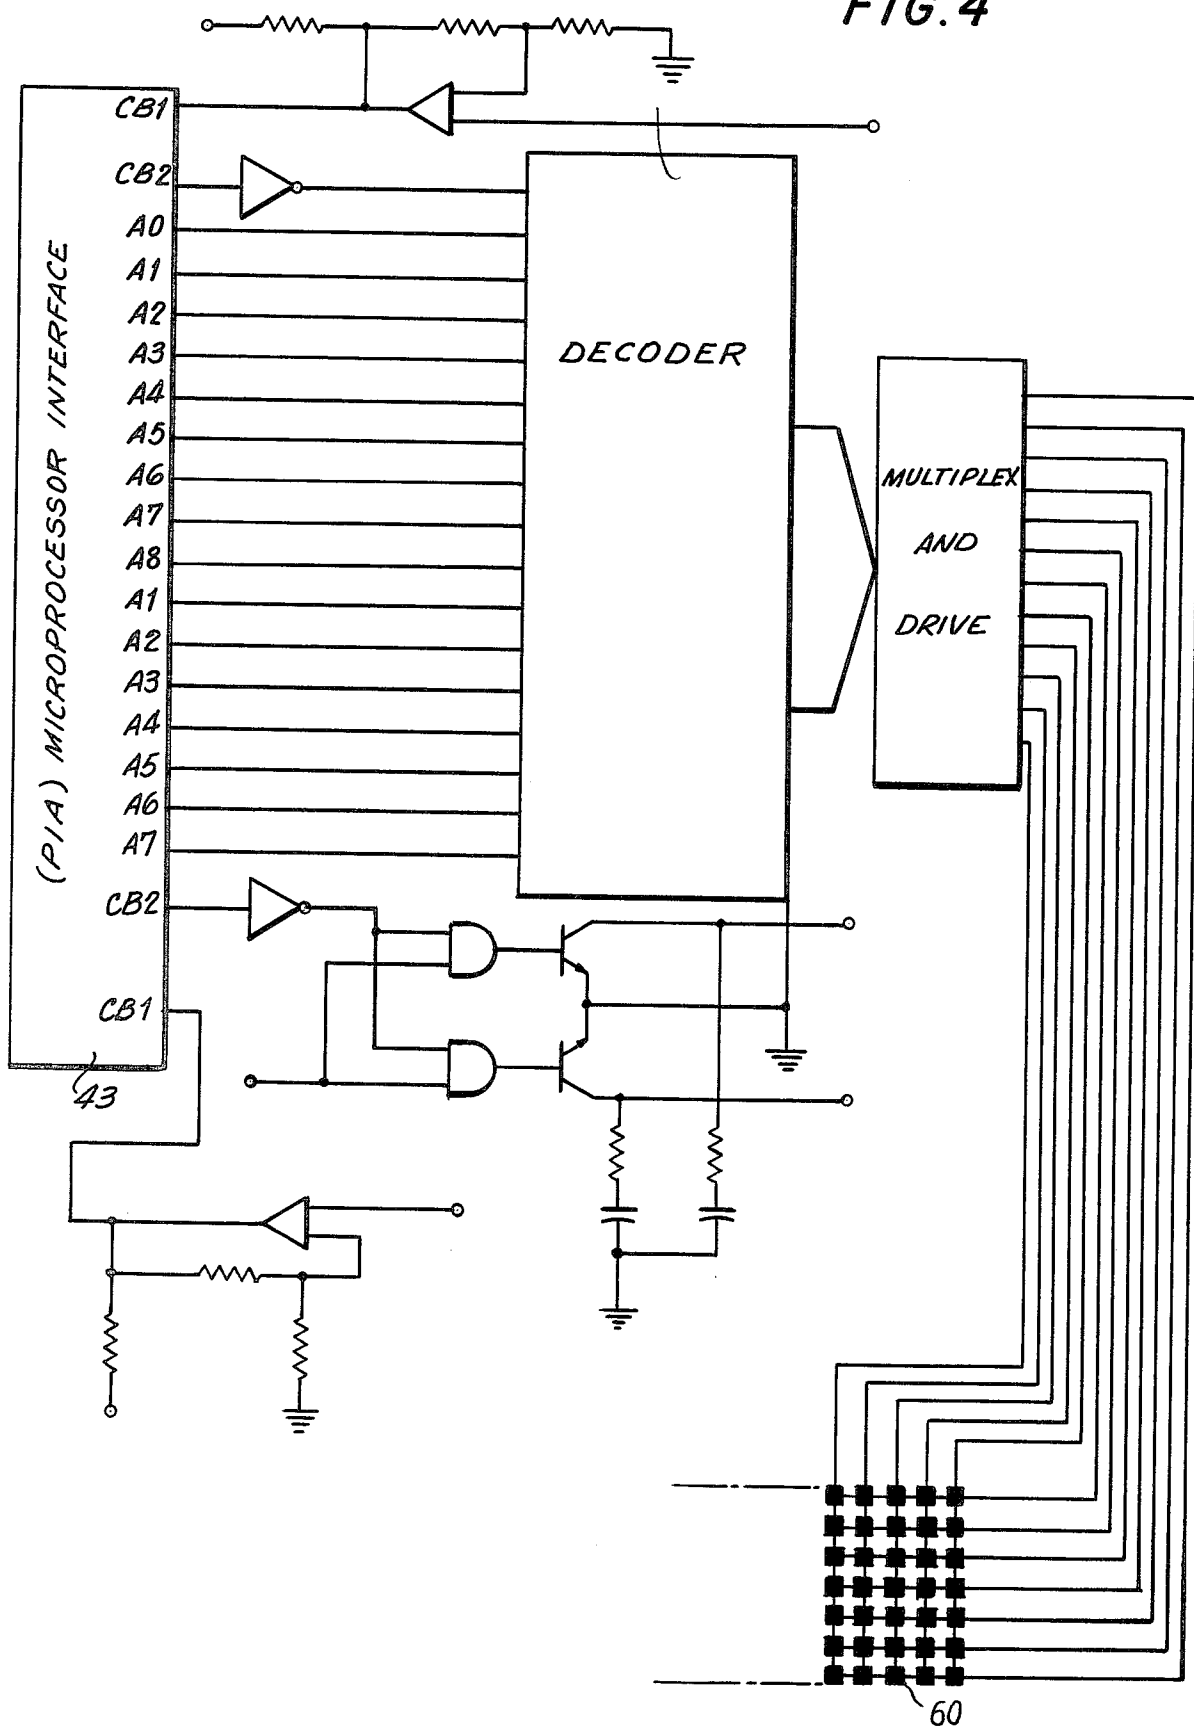 FIG. 4
CB1
CB2
A0
A1
A2
A3
A4
A5
A6
A7
A8
A1
A2
A3
A4
A5
A6
A7
CB2
CB1
(PIA) MICROPROCESSOR INTERFACE
43
DECODER
MULTIPLEX
AND
DRIVE
60